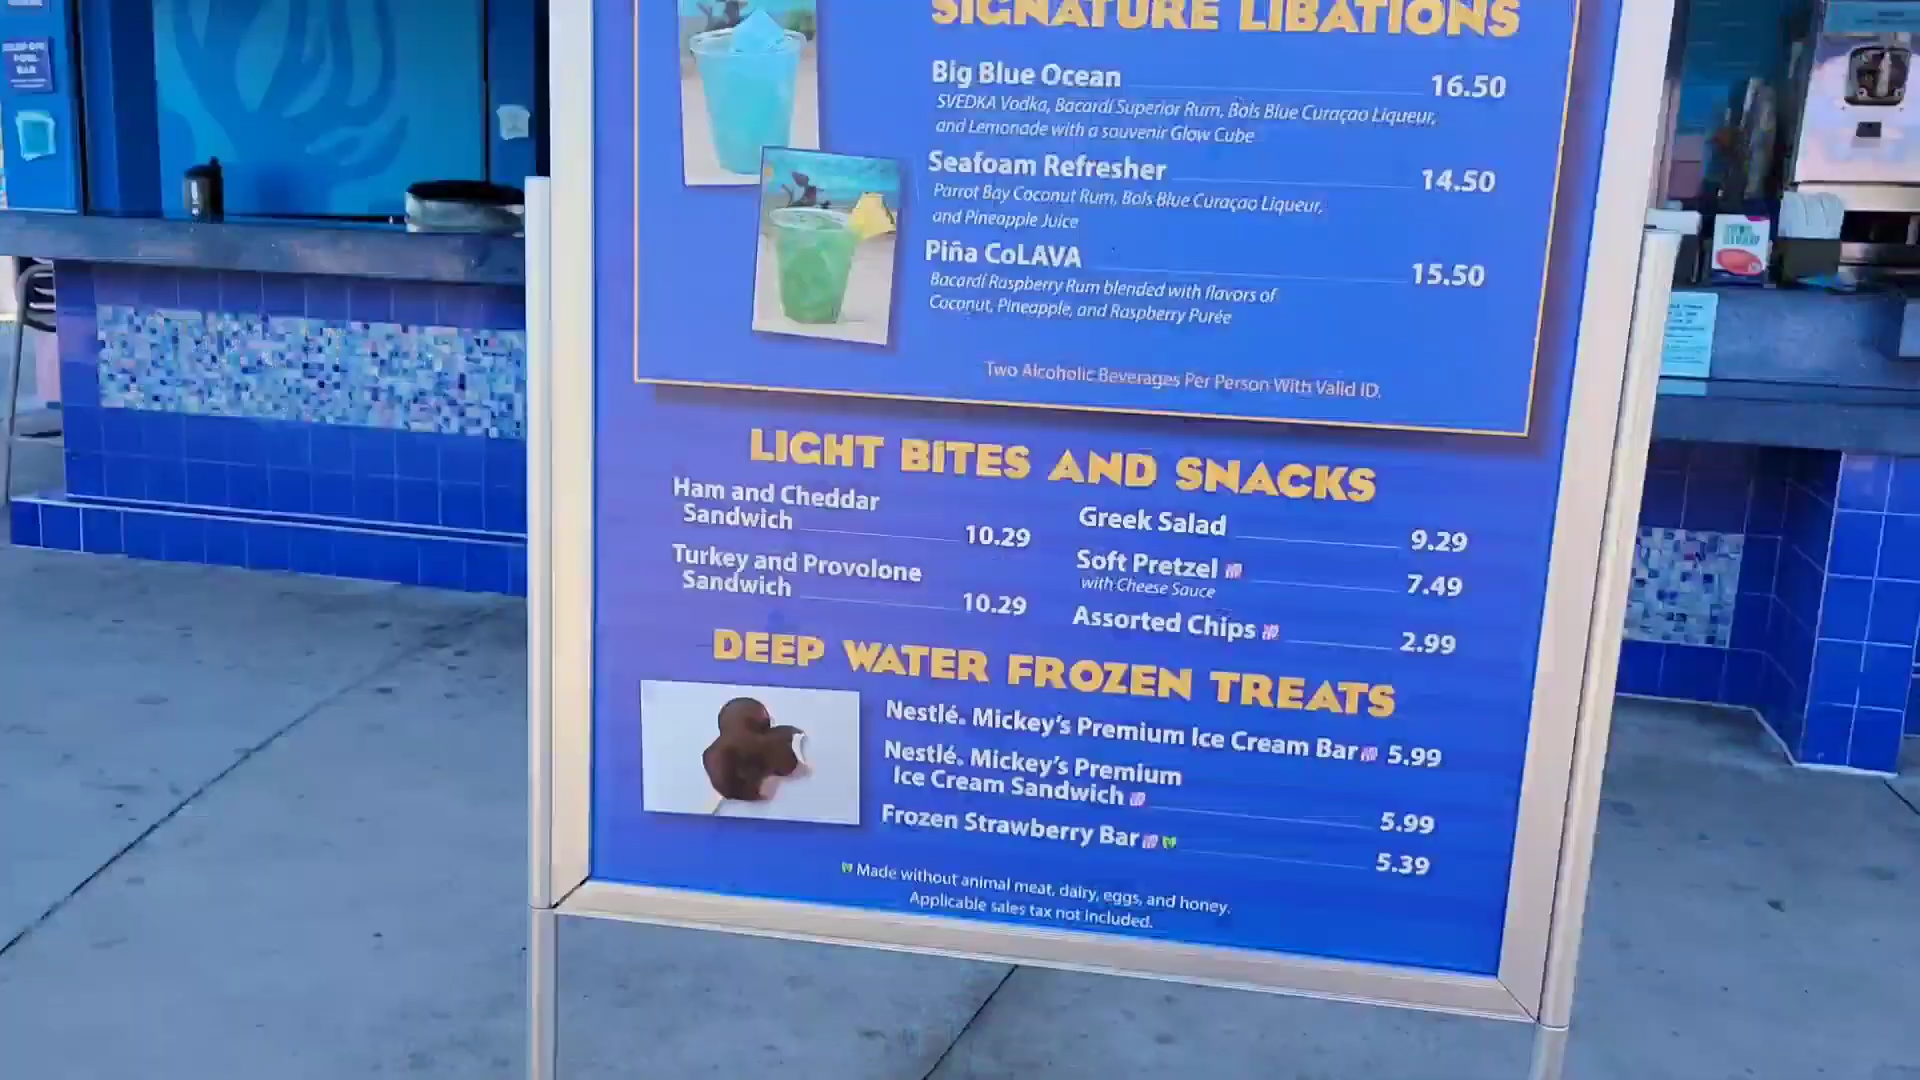 SIGNATURE LIBATIONS
Big Blue Ocean 16.50
SVEDKA Vodka, Bacardí Superior Rum, Bols Blue Curaçao Liqueur,
and Lemonade with a souvenir Glow Cube
Seafoam Refresher 14.50
Parrot Bay Coconut Rum, Bols Blue Curaçao Liqueur,
and Pineapple Juice
Piña CoLAVA 15.50
Bacardí Raspberry Rum blended with flavors of
Coconut, Pineapple, and Raspberry Purée
Two Alcoholic Beverages Per Person With Valid ID.
LIGHT BITES AND SNACKS
Ham and Cheddar
Sandwich 10.29
Turkey and Provolone
Sandwich 10.29
Greek Salad 9.29
Soft Pretzel 7.49
with Cheese Sauce
Assorted Chips 2.99
DEEP WATER FROZEN TREATS
Nestlé. Mickey's Premium Ice Cream Bar 5.99
Nestlé. Mickey's Premium
Ice Cream Sandwich 5.99
Frozen Strawberry Bar 5.39
Made without animal meat, dairy, eggs, and honey.
Applicable sales tax not included.
BAR